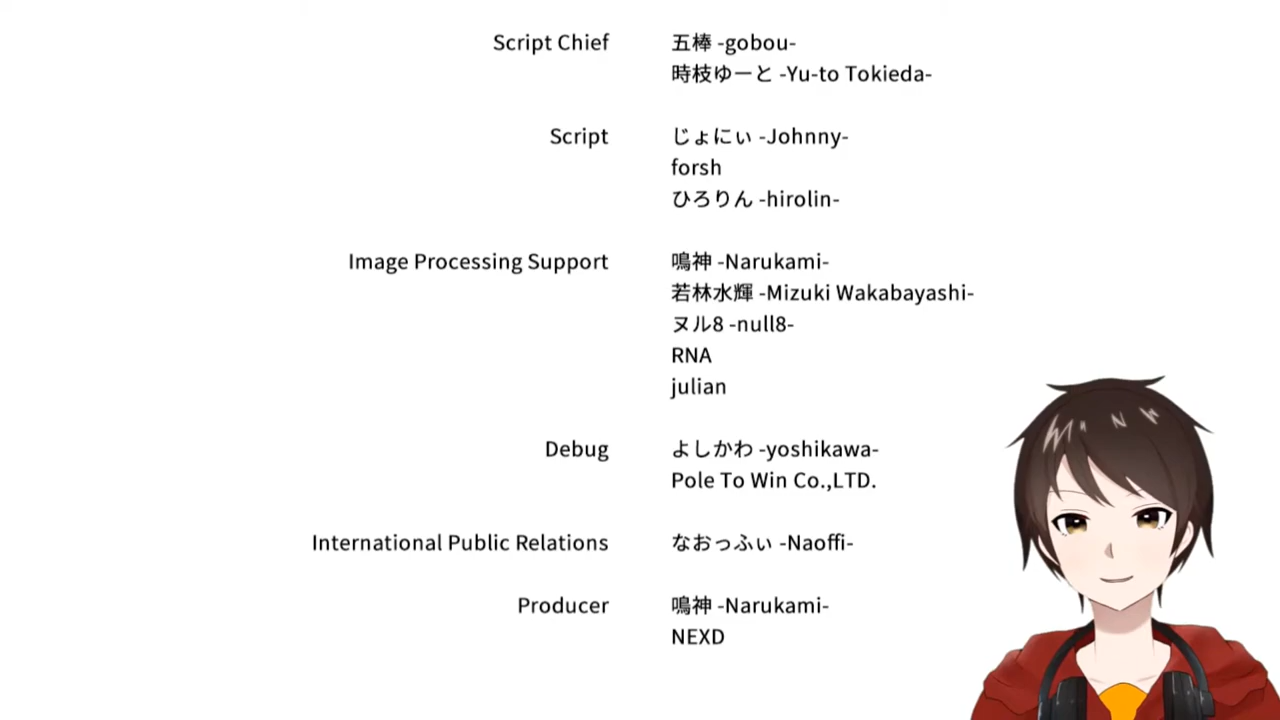 Script Chief 五棒 -gobou-
時枝ゆーと -Yu-to Tokieda-
Script じょにぃ -Johnny-
forsh
ひろりん -hirolin-
Image Processing Support 鳴神 -Narukami-
若林水輝 -Mizuki Wakabayashi-
ヌル8 -null8-
RNA
julian
Debug よしかわ -yoshikawa-
Pole To Win Co.,LTD.
International Public Relations なおっふぃ -Naoffi-
Producer 鳴神 -Narukami-
NEXD